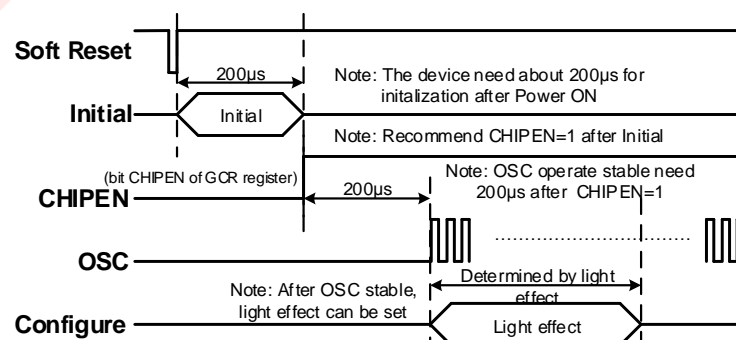 Soft Reset
200µs
Note: The device need about 200µs for
initalization after Power ON
Initial
Initial
Note: Recommend CHIPEN=1 after Initial
(bit CHIPEN of GCR register)
CHIPEN
200µs
Note: OSC operate stable need
200µs after CHIPEN=1
OSC
Note: After OSC stable,
light effect can be set
Determined by light
effect
Configure
Light effect